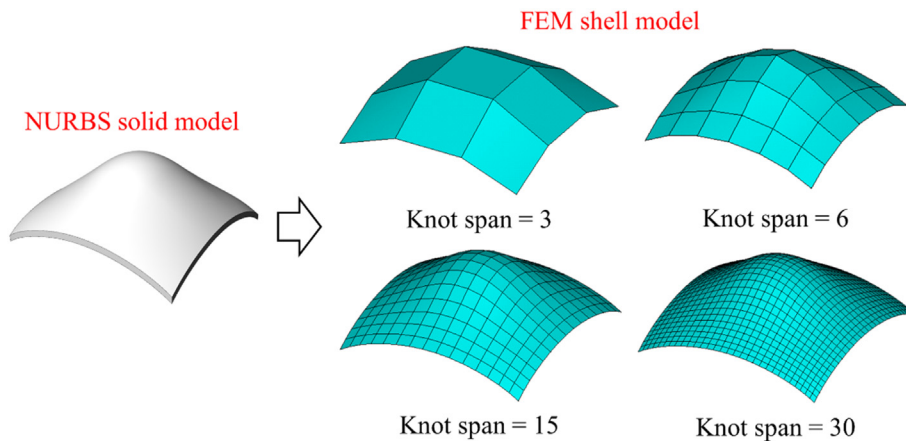 FEM shell model
NURBS solid model
Knot span = 3
Knot span = 6
Knot span = 15
Knot span = 30